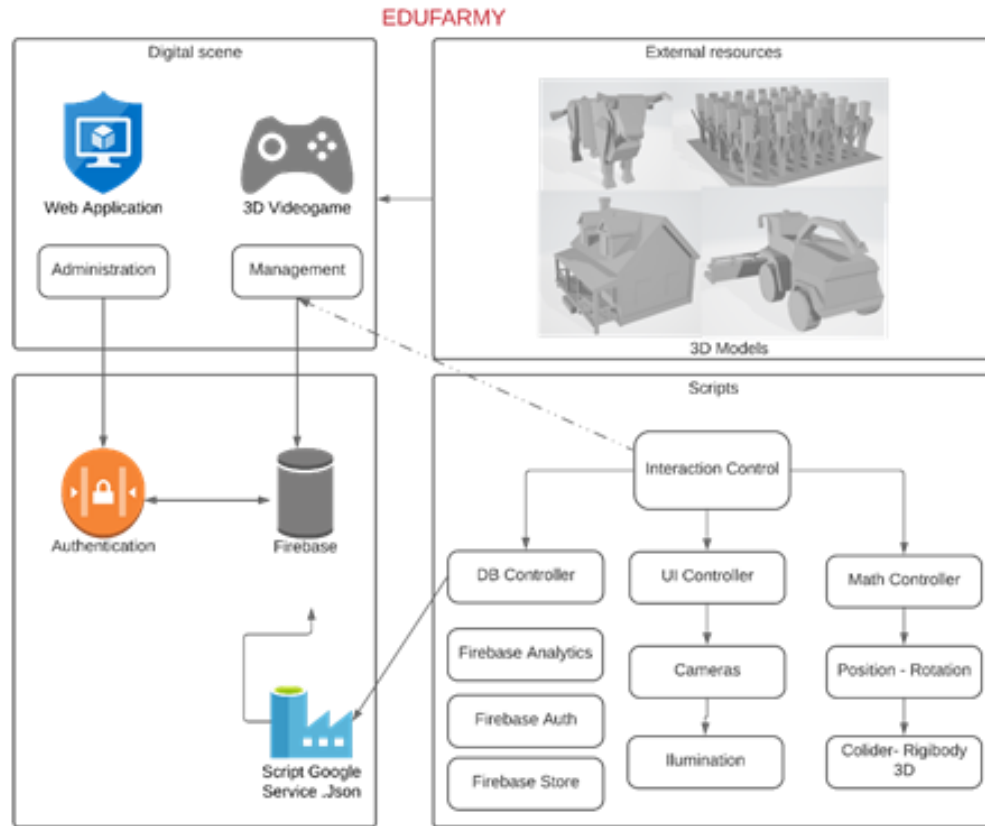 EDUFARMY
Digital scene
Web Application
3D Videogame
Administration
Management
External resources
3D Models
Authentication
Firebase
Script Google
Service .Json
Scripts
Interaction Control
DB Controller
UI Controller
Math Controller
Firebase Analytics
Cameras
Position - Rotation
Firebase Auth
Illumination
Colider- Rigibody
3D
Firebase Store